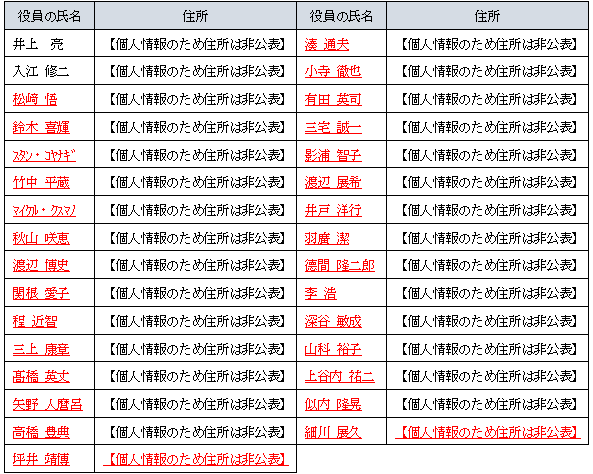 役員の氏名 住所 役員の氏名 住所
井上 亮 【個人情報のため住所は非公表】 湊 通夫 【個人情報のため住所は非公表】
入江 修二 【個人情報のため住所は非公表】 小寺 徹也 【個人情報のため住所は非公表】
松﨑 悟 【個人情報のため住所は非公表】 有田 英司 【個人情報のため住所は非公表】
鈴木 喜輝 【個人情報のため住所は非公表】 三宅 誠一 【個人情報のため住所は非公表】
ｽﾀﾝ・ｺﾔﾅｷﾞ 【個人情報のため住所は非公表】 影浦 智子 【個人情報のため住所は非公表】
竹中 平蔵 【個人情報のため住所は非公表】 渡辺 展希 【個人情報のため住所は非公表】
ﾏｲｹﾙ・ｸｽﾏﾉ 【個人情報のため住所は非公表】 井戸 洋行 【個人情報のため住所は非公表】
秋山 咲恵 【個人情報のため住所は非公表】 羽廣 潔 【個人情報のため住所は非公表】
渡辺 博史 【個人情報のため住所は非公表】 德間 隆二郎 【個人情報のため住所は非公表】
関根 愛子 【個人情報のため住所は非公表】 李 浩 【個人情報のため住所は非公表】
程 近智 【個人情報のため住所は非公表】 深谷 敏成 【個人情報のため住所は非公表】
三上 康章 【個人情報のため住所は非公表】 山科 裕子 【個人情報のため住所は非公表】
髙橋 英丈 【個人情報のため住所は非公表】 上谷内 祐二 【個人情報のため住所は非公表】
矢野 人磨呂 【個人情報のため住所は非公表】 似内 隆晃 【個人情報のため住所は非公表】
高橋 豊典 【個人情報のため住所は非公表】 細川 展久 【個人情報のため住所は非公表】
坪井 靖博 【個人情報のため住所は非公表】